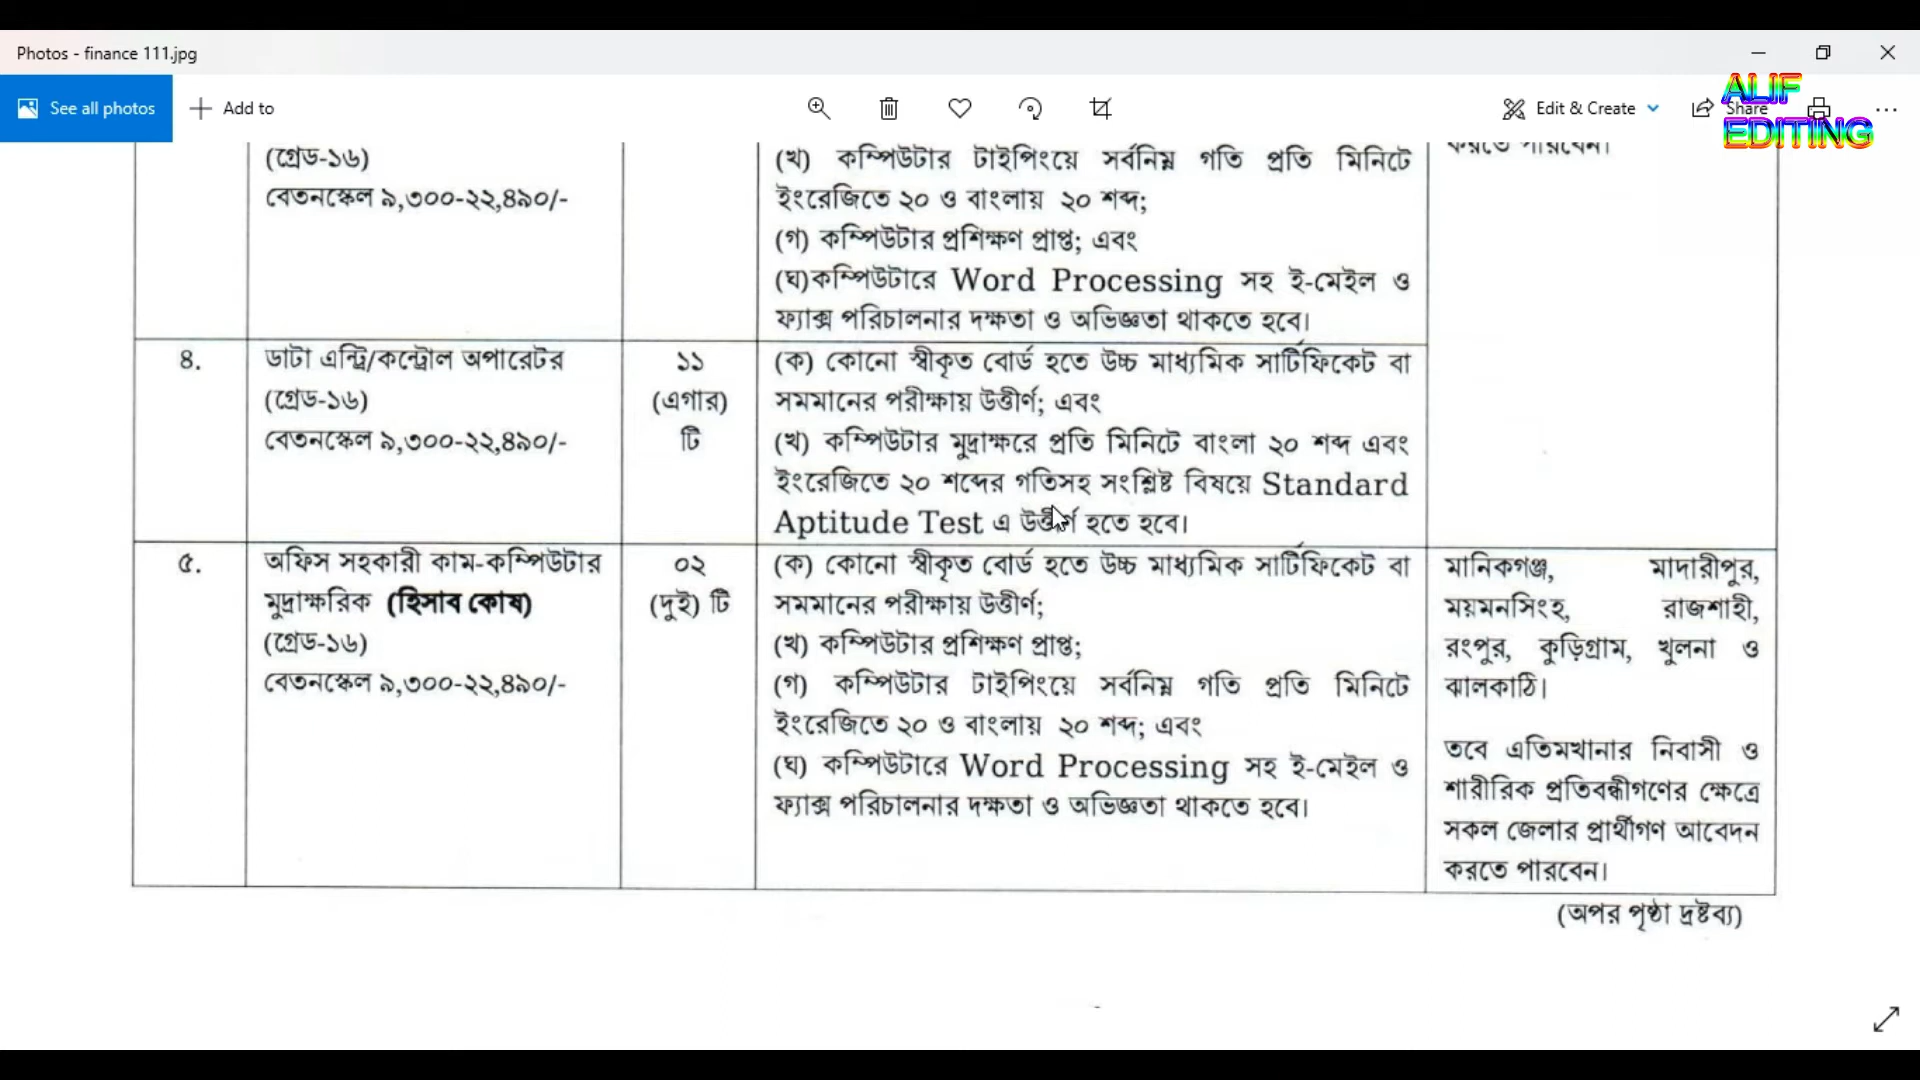 Photos - finance 111.jpg
See all photos
Add to
Edit & Create
Share
ALIF
EDITING
(গ্রেড-১৬)
বেতনস্কেল ৯,৩০০-২২,৪৯০/-
(খ) কম্পিউটার টাইপিংয়ে সর্বনিম্ন গতি প্রতি মিনিটে
ইংরেজিতে ২০ ও বাংলায় ২০ শব্দ;
(গ) কম্পিউটার প্রশিক্ষণ প্রাপ্ত; এবং
(ঘ)কম্পিউটারে Word Processing সহ ই-মেইল ও
ফ্যাক্স পরিচালনার দক্ষতা ও অভিজ্ঞতা থাকতে হবে।
করতে পারবেন।
৪.
ডাটা এন্ট্রি/কন্ট্রোল অপারেটর
(গ্রেড-১৬)
বেতনস্কেল ৯,৩০০-২২,৪৯০/-
১১
(এগার)
টি
(ক) কোনো স্বীকৃত বোর্ড হতে উচ্চ মাধ্যমিক সার্টিফিকেট বা
সমমানের পরীক্ষায় উত্তীর্ণ; এবং
(খ) কম্পিউটার মুদ্রাক্ষরে প্রতি মিনিটে বাংলা ২০ শব্দ এবং
ইংরেজিতে ২০ শব্দের গতিসহ সংশ্লিষ্ট বিষয়ে Standard
Aptitude Test এ উত্তীর্ণ হতে হবে।
৫.
অফিস সহকারী কাম-কম্পিউটার
মুদ্রাক্ষরিক (হিসাব কোষ)
(গ্রেড-১৬)
বেতনস্কেল ৯,৩০০-২২,৪৯০/-
০২
(দুই) টি
(ক) কোনো স্বীকৃত বোর্ড হতে উচ্চ মাধ্যমিক সার্টিফিকেট বা
সমমানের পরীক্ষায় উত্তীর্ণ;
(খ) কম্পিউটার প্রশিক্ষণ প্রাপ্ত;
(গ) কম্পিউটার টাইপিংয়ে সর্বনিম্ন গতি প্রতি মিনিটে
ইংরেজিতে ২০ ও বাংলায় ২০ শব্দ; এবং
(ঘ) কম্পিউটারে Word Processing সহ ই-মেইল ও
ফ্যাক্স পরিচালনার দক্ষতা ও অভিজ্ঞতা থাকতে হবে।
মানিকগঞ্জ, মাদারীপুর,
ময়মনসিংহ, রাজশাহী,
রংপুর, কুড়িগ্রাম, খুলনা ও
ঝালকাঠি।
তবে এতিমখানার নিবাসী ও
শারীরিক প্রতিবন্ধীগণের ক্ষেত্রে
সকল জেলার প্রার্থীগণ আবেদন
করতে পারবেন।
(অপর পৃষ্ঠা দ্রষ্টব্য)